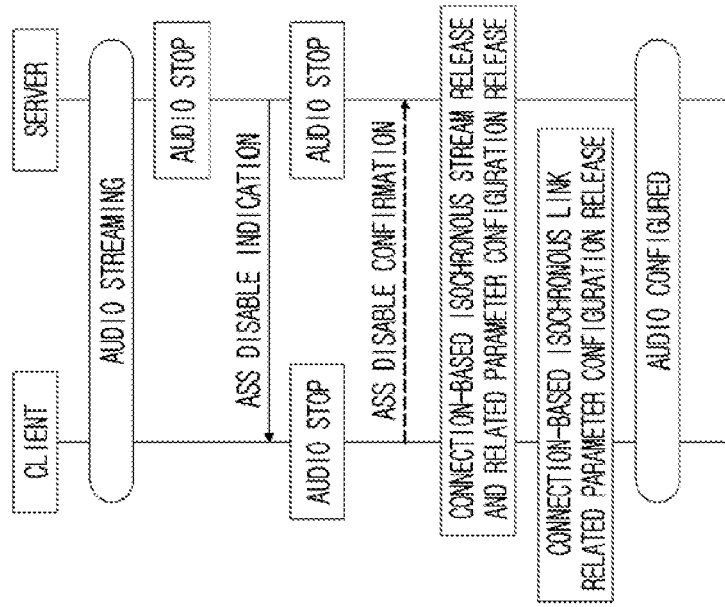 CLIENT
SERVER
AUDIO STREAMING
AUDIO STOP
ASS DISABLE INDICATION
AUDIO STOP
AUDIO STOP
ASS DISABLE CONFIRMATION
CONNECTION-BASED ISOCHRONOUS STREAM RELEASE
AND RELATED PARAMETER CONFIGURATION RELEASE
CONNECTION-BASED ISOCHRONOUS LINK
RELATED PARAMETER CONFIGURATION RELEASE
AUDIO CONFIGURED